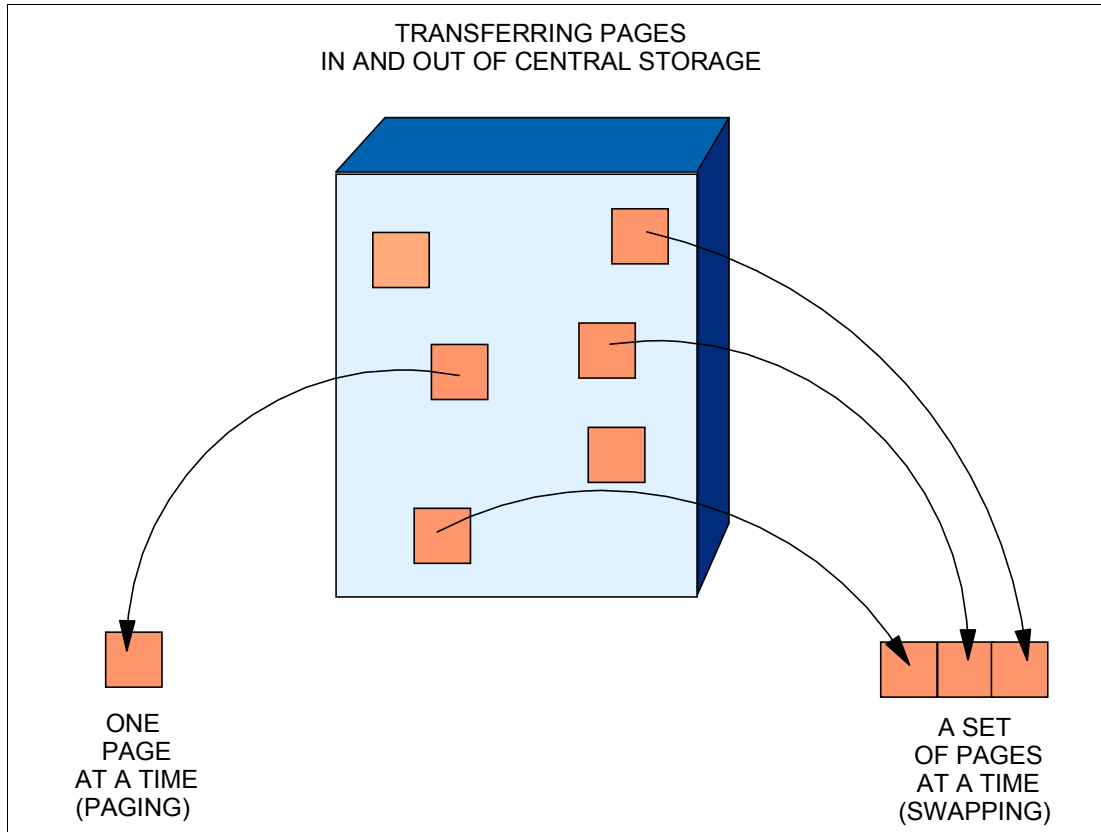 TRANSFERRING PAGES
IN AND OUT OF CENTRAL STORAGE
ONE
PAGE
AT A TIME
(PAGING)
A SET
OF PAGES
AT A TIME
(SWAPPING)